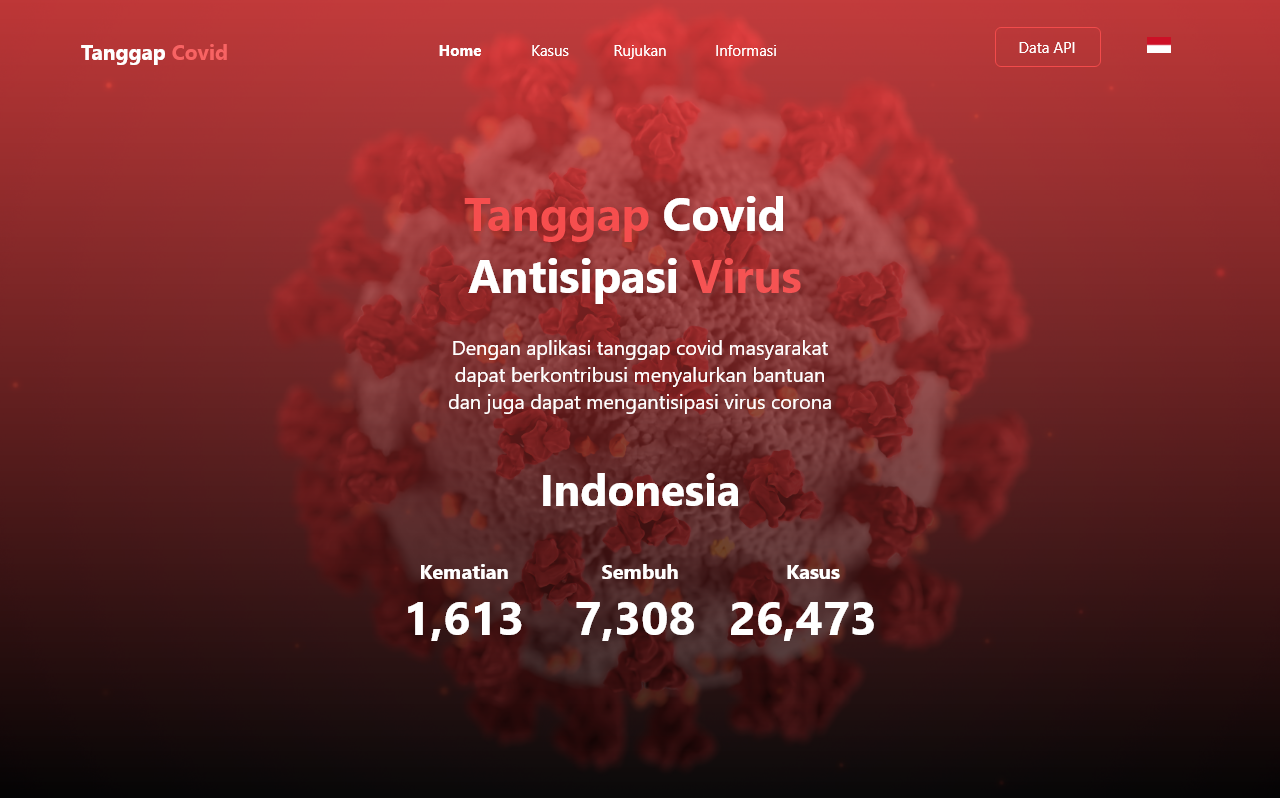 Tanggap Covid
Home Kasus Rujukan Informasi Data API
Tanggap Covid
Antisipasi Virus
Dengan aplikasi tanggap covid masyarakat
dapat berkontribusi menyalurkan bantuan
dan juga dapat mengantisipasi virus corona
Indonesia
Kematian Sembuh Kasus
1,613 7,308 26,473